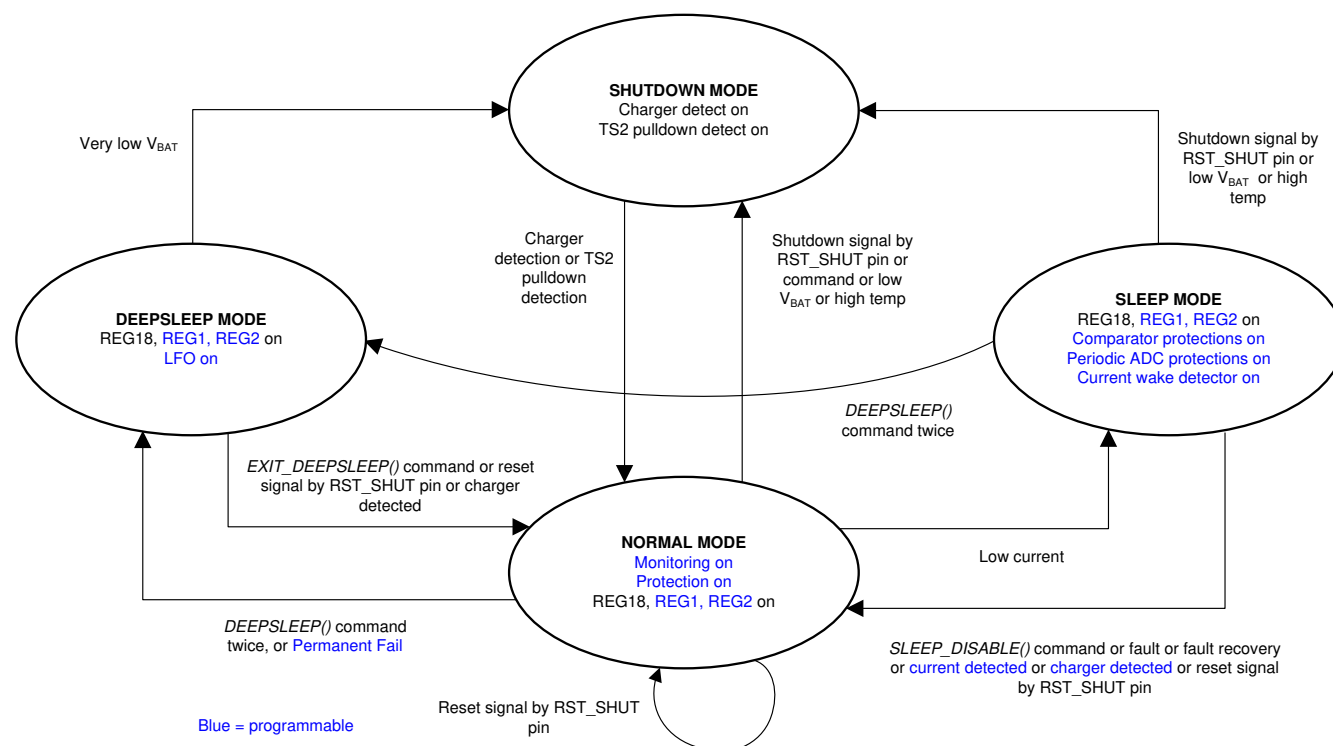 SHUTDOWN MODE
Charger detect on
TS2 pulldown detect on
Very low VBAT
Shutdown signal by
RST_SHUT pin or
low VBAT or high
temp
Charger
detection or TS2
pulldown
detection
Shutdown signal by
RST_SHUT pin or
command or low
VBAT or high temp
DEEPSLEEP MODE
REG18, REG1, REG2 on
LFO on
SLEEP MODE
REG18, REG1, REG2 on
Comparator protections on
Periodic ADC protections on
Current wake detector on
DEEPSLEEP()
command twice
EXIT_DEEPSLEEP() command or reset
signal by RST_SHUT pin or charger
detected
NORMAL MODE
Monitoring on
Protection on
REG18, REG1, REG2 on
Low current
DEEPSLEEP() command
twice, or Permanent Fail
SLEEP_DISABLE() command or fault or fault recovery
or current detected or charger detected or reset signal
by RST_SHUT pin
Reset signal by RST_SHUT
pin
Blue = programmable